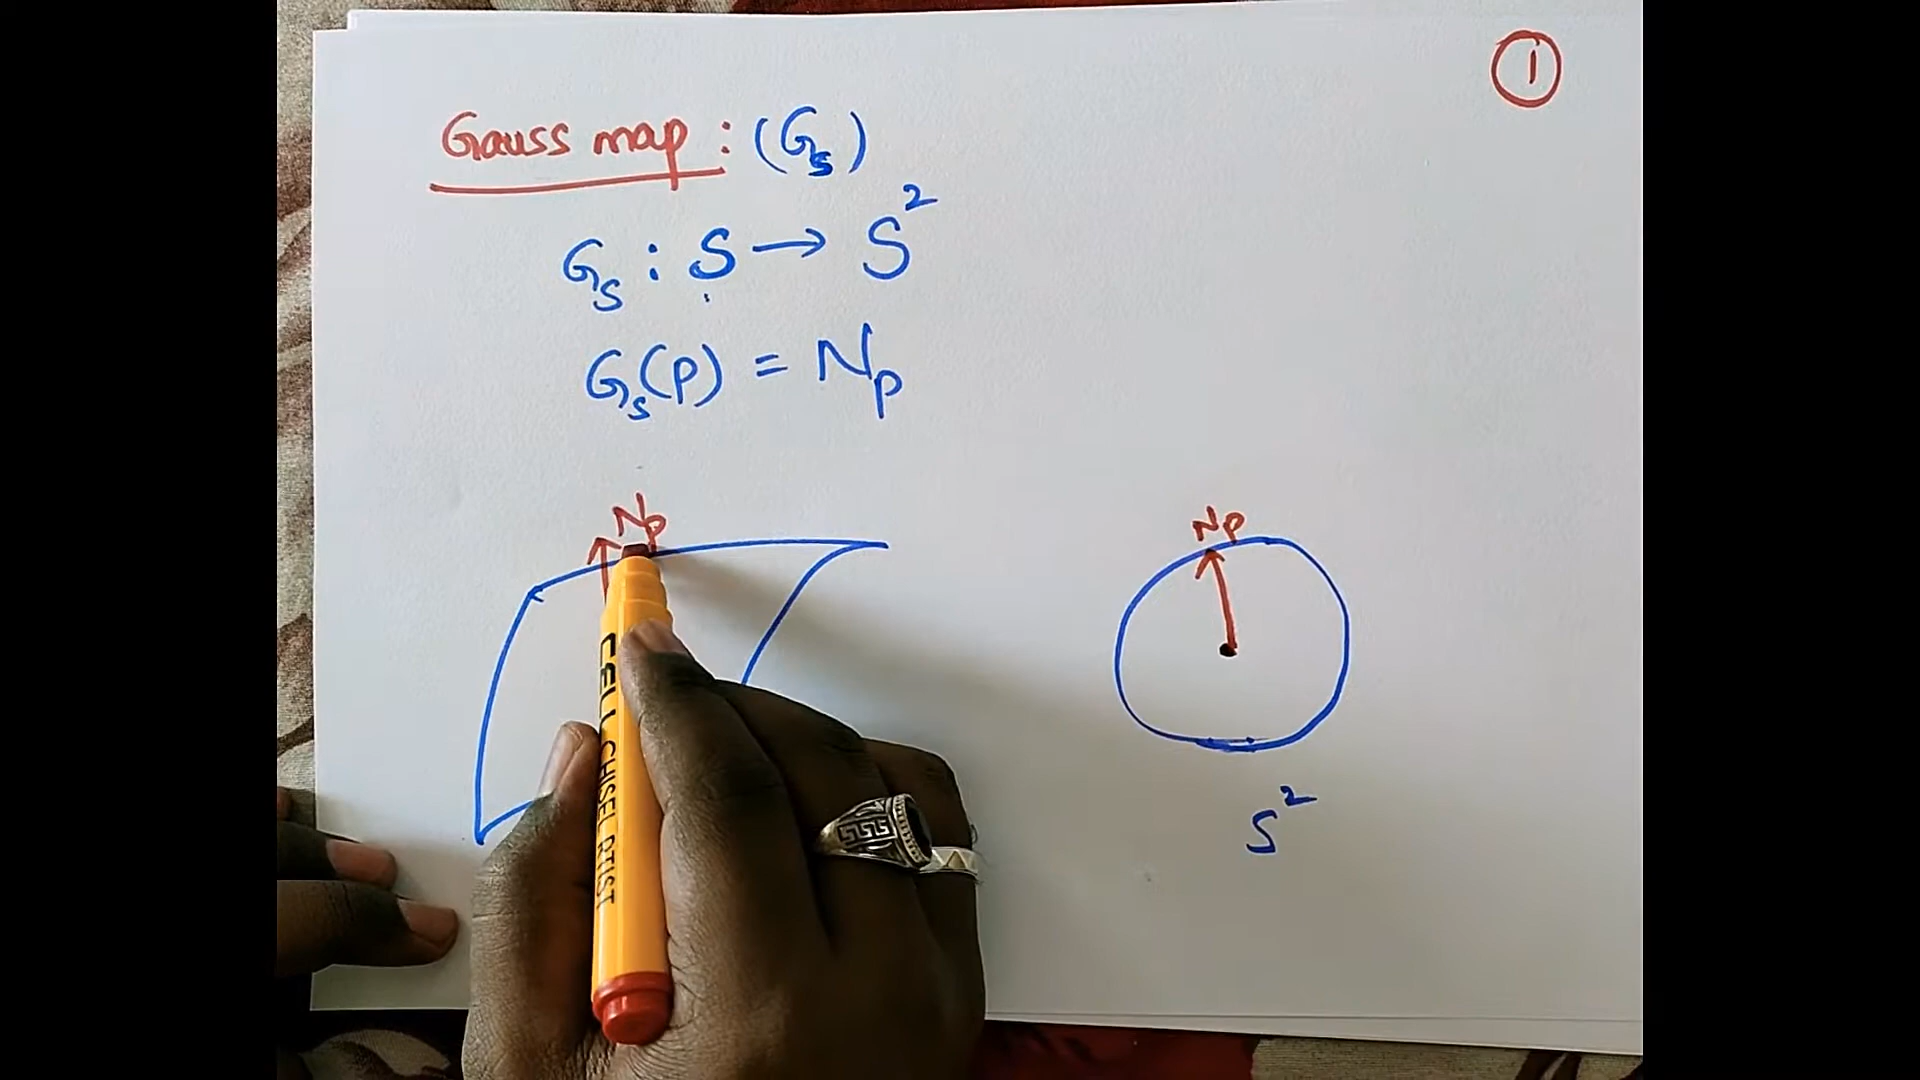 ①
Gauss map : (G_s)
G_s : S → S²
G_s(p) = N_p
N_p
N_p
S²
CELL CHISEL ARTIST